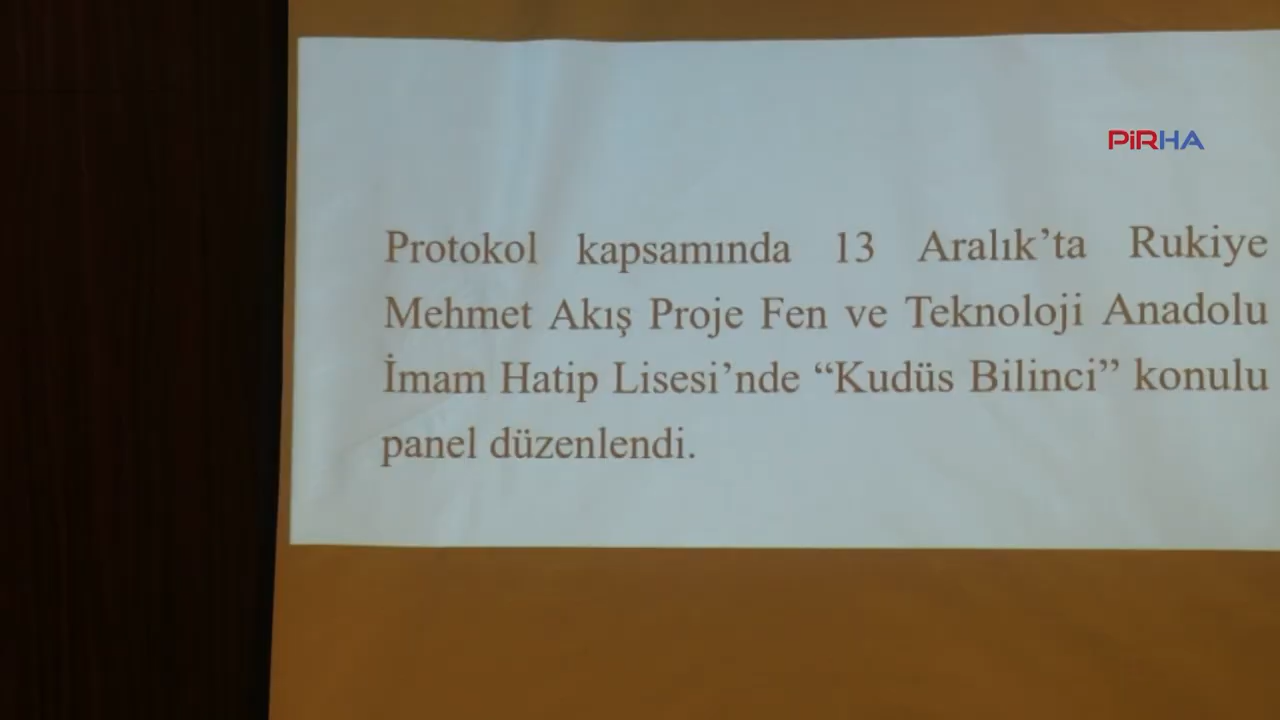 PİRHA
Protokol kapsamında 13 Aralık’ta Rukiye
Mehmet Akış Proje Fen ve Teknoloji Anadolu
İmam Hatip Lisesi’nde “Kudüs Bilinci” konulu
panel düzenlendi.